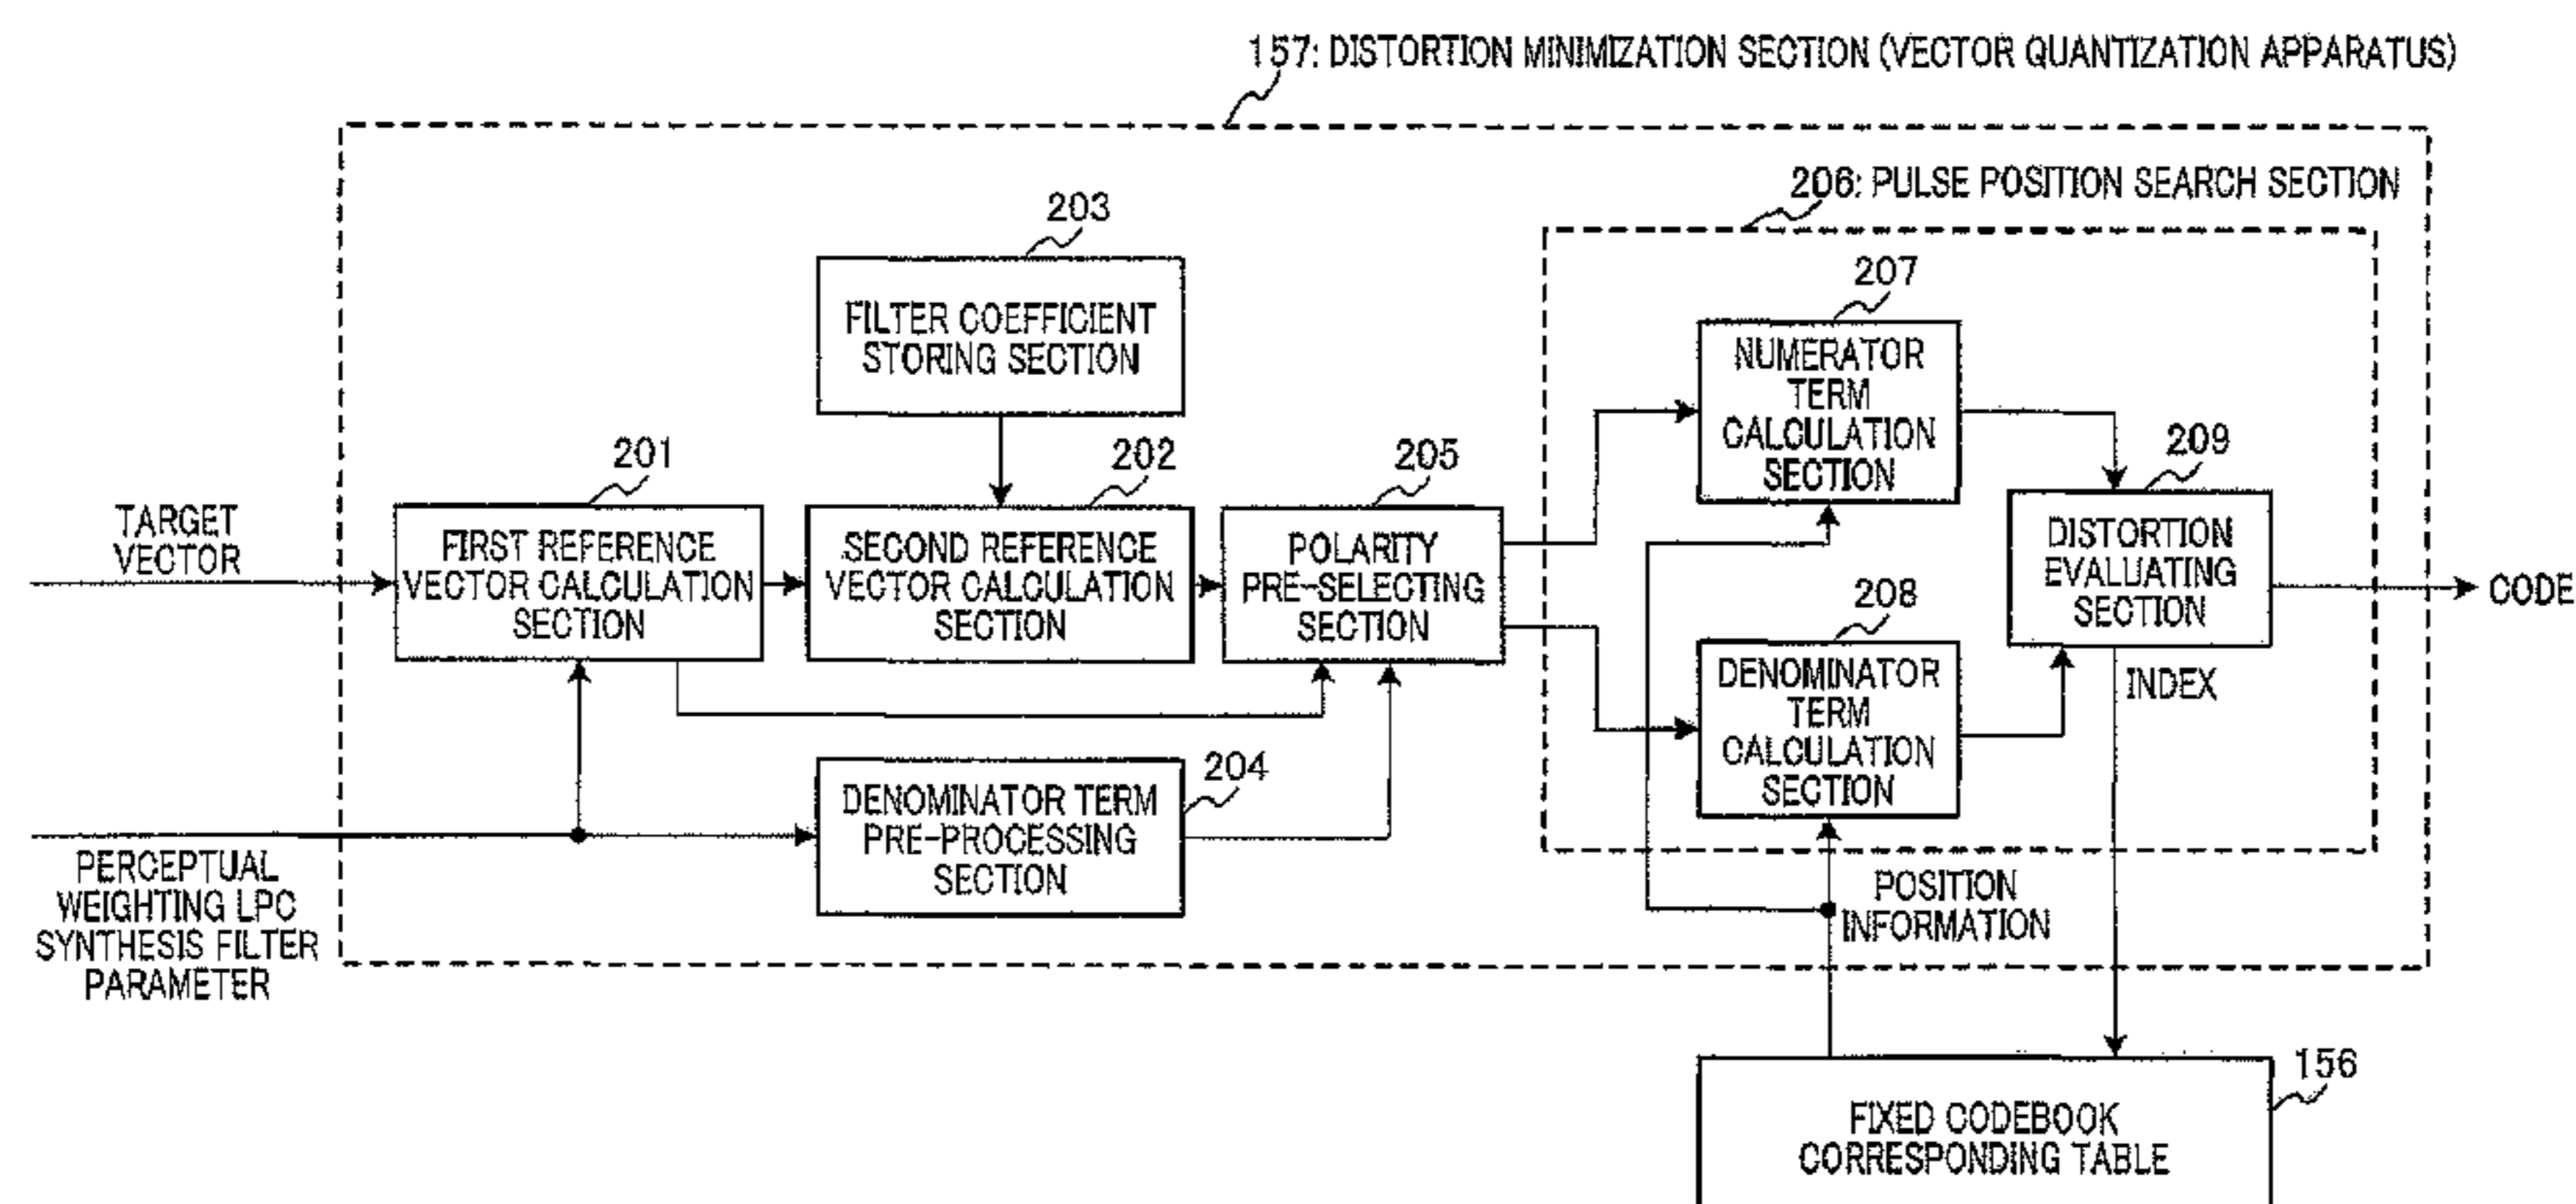 157: DISTORTION MINIMIZATION SECTION (VECTOR QUANTIZATION APPARATUS)
206: PULSE POSITION SEARCH SECTION
203
FILTER COEFFICIENT
STORING SECTION
207
NUMERATOR
TERM
CALCULATION
SECTION
201
202
205
209
TARGET
VECTOR
FIRST REFERENCE
VECTOR CALCULATION
SECTION
SECOND REFERENCE
VECTOR CALCULATION
SECTION
POLARITY
PRE-SELECTING
SECTION
DISTORTION
EVALUATING
SECTION
CODE
208
DENOMINATOR
TERM
CALCULATION
SECTION
INDEX
204
DENOMINATOR TERM
PRE-PROCESSING
SECTION
PERCEPTUAL
WEIGHTING LPC
SYNTHESIS FILTER
PARAMETER
POSITION
INFORMATION
156
FIXED CODEBOOK
CORRESPONDING TABLE